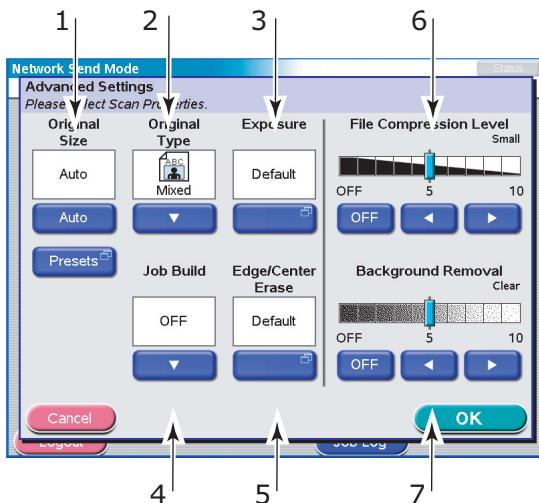 1 2 3 6
Network Send Mode Status
Advanced Settings
Please Select Scan Properties.
Original Size
Original Type
Exposure
File Compression Level
Small
Auto
ABC
Mixed
Default
OFF 5 10
Auto
OFF
Presets
Job Build
Edge/Center Erase
Background Removal
Clear
OFF
Default
OFF 5 10
OFF
Cancel
OK
Logout
Job Log
4 5 7